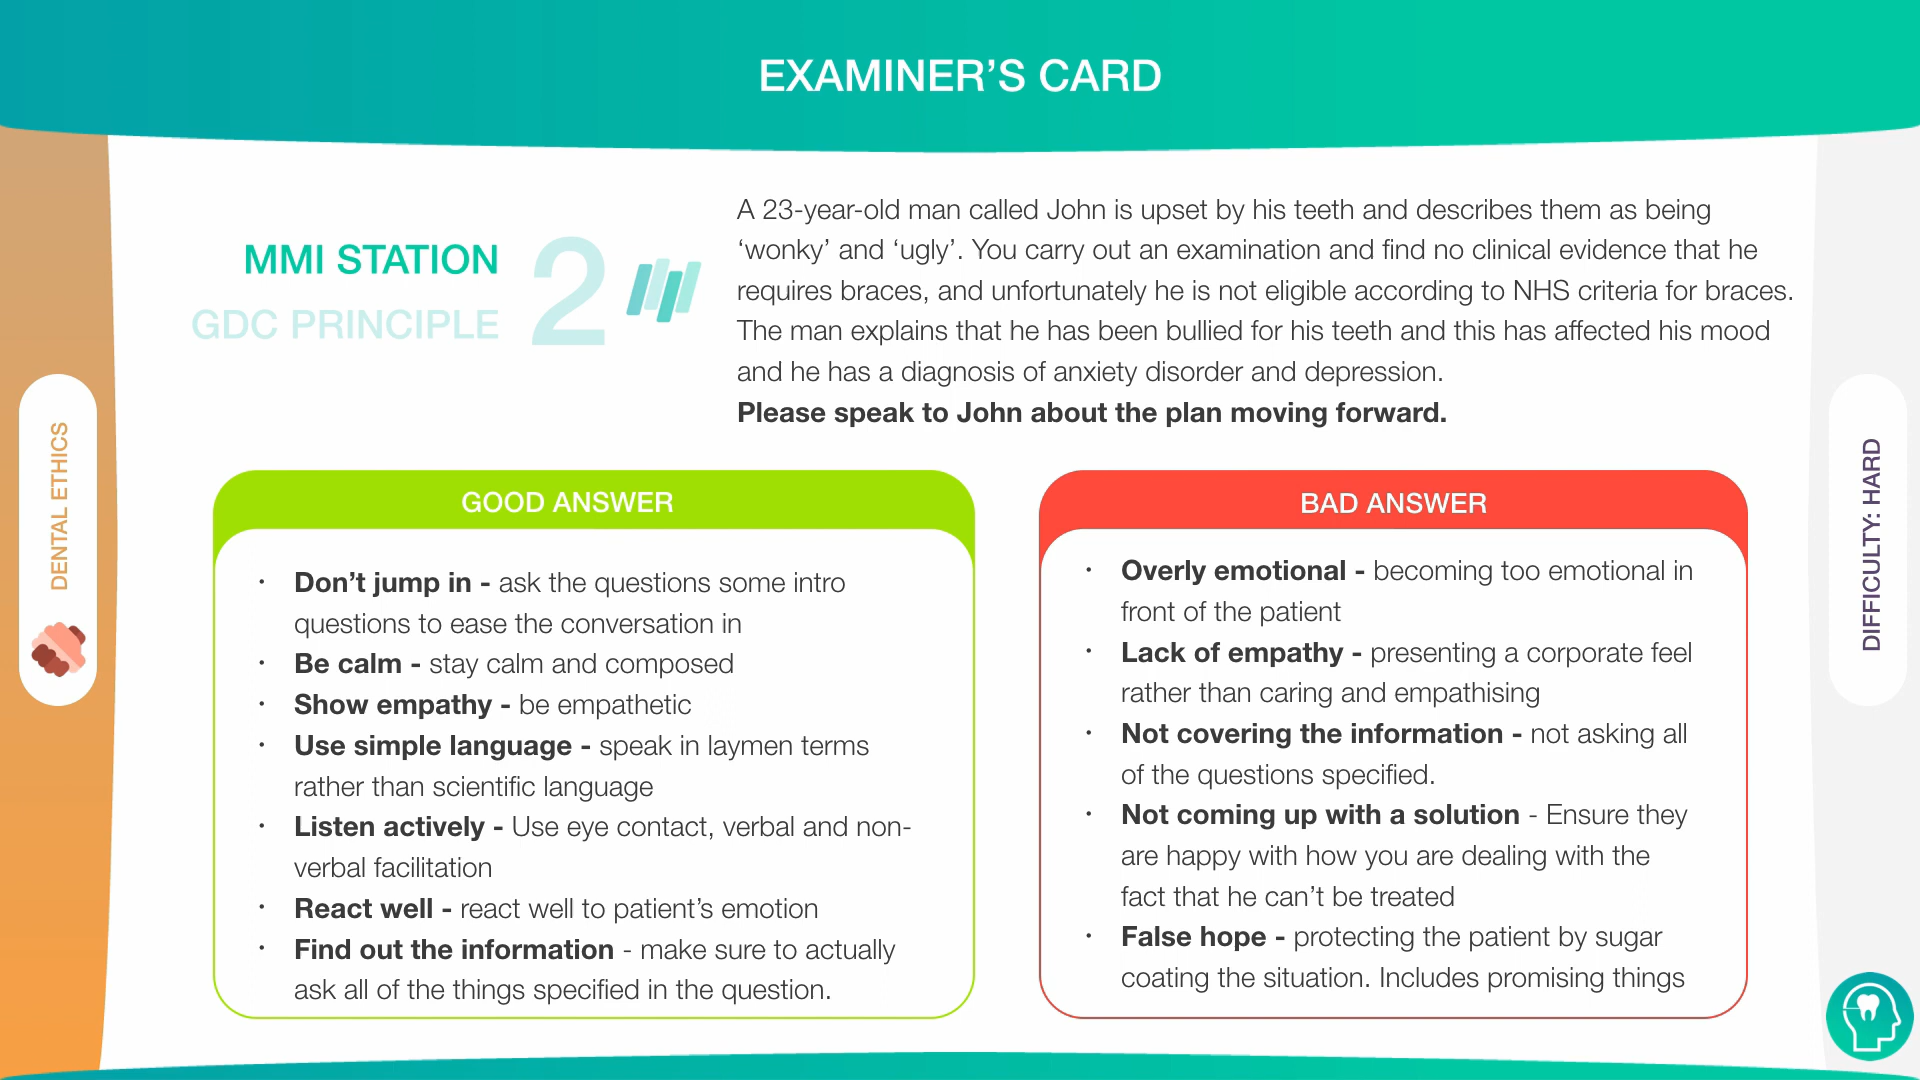 EXAMINER’S CARD
MMI STATION
GDC PRINCIPLE
2
A 23-year-old man called John is upset by his teeth and describes them as being
‘wonky’ and ‘ugly’. You carry out an examination and find no clinical evidence that he
requires braces, and unfortunately he is not eligible according to NHS criteria for braces.
The man explains that he has been bullied for his teeth and this has affected his mood
and he has a diagnosis of anxiety disorder and depression.
Please speak to John about the plan moving forward.
DENTAL ETHICS
GOOD ANSWER
· Don’t jump in - ask the questions some intro
questions to ease the conversation in
· Be calm - stay calm and composed
· Show empathy - be empathetic
· Use simple language - speak in laymen terms
rather than scientific language
· Listen actively - Use eye contact, verbal and non-
verbal facilitation
· React well - react well to patient’s emotion
· Find out the information - make sure to actually
ask all of the things specified in the question.
BAD ANSWER
· Overly emotional - becoming too emotional in
front of the patient
· Lack of empathy - presenting a corporate feel
rather than caring and empathising
· Not covering the information - not asking all
of the questions specified.
· Not coming up with a solution - Ensure they
are happy with how you are dealing with the
fact that he can’t be treated
· False hope - protecting the patient by sugar
coating the situation. Includes promising things
DIFFICULTY: HARD